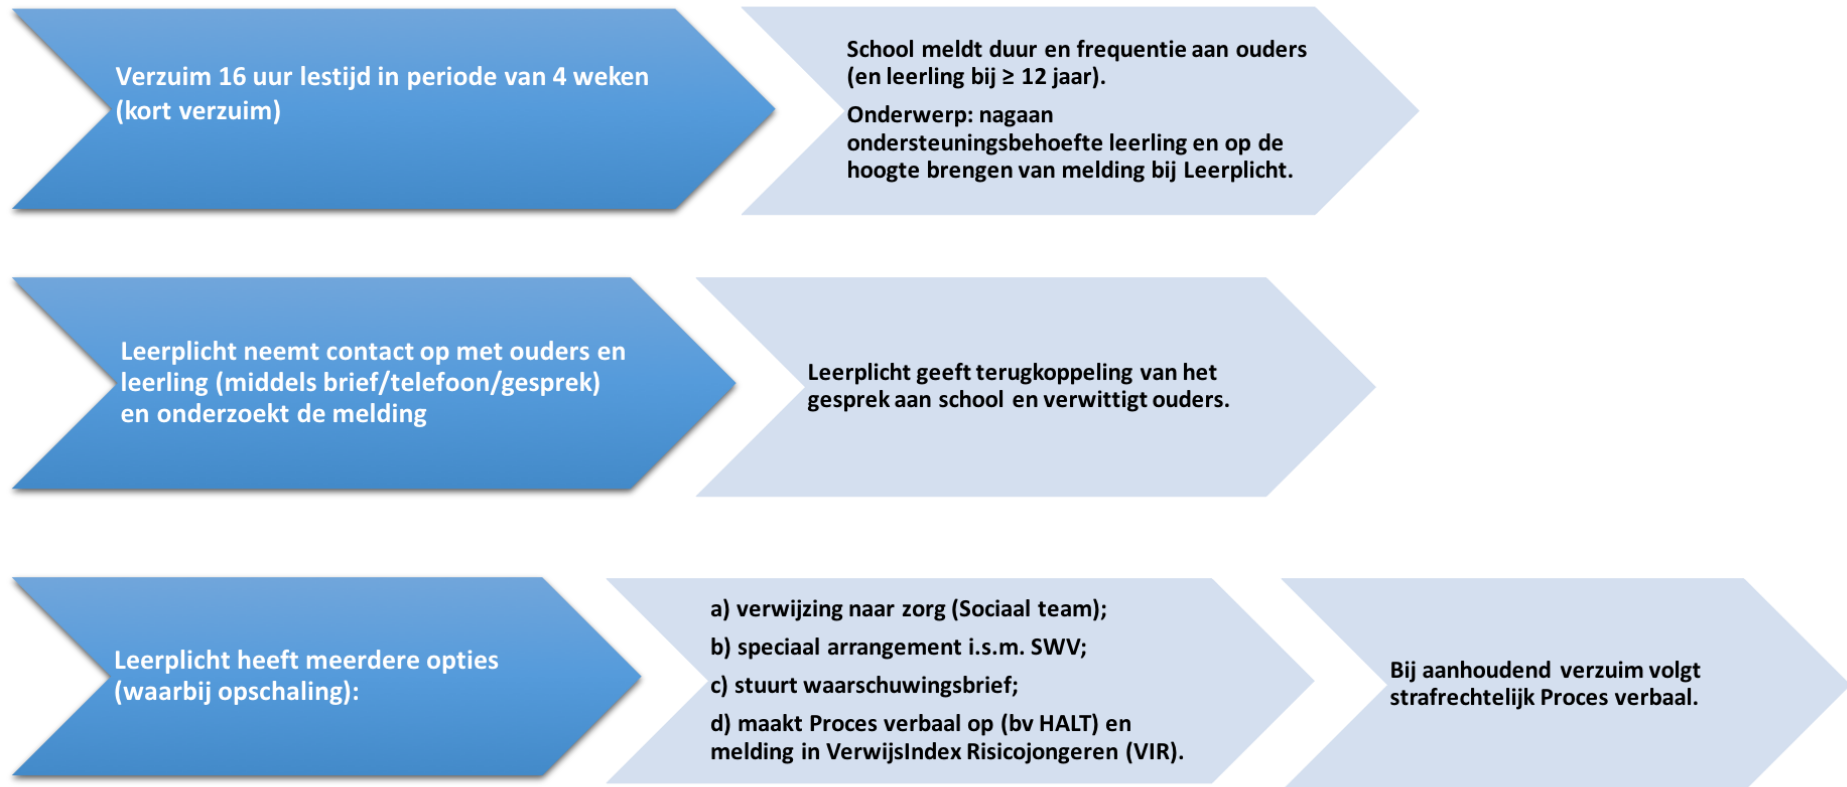 Verzuim 16 uur lestijd in periode van 4 weken
(kort verzuim)
School meldt duur en frequentie aan ouders
(en leerling bij ≥ 12 jaar).
Onderwerp: nagaan
ondersteuningsbehoefte leerling en op de
hoogte brengen van melding bij Leerplicht.
Leerplicht neemt contact op met ouders en
leerling (middels brief/telefoon/gesprek)
en onderzoekt de melding
Leerplicht geeft terugkoppeling van het
gesprek aan school en verwittigt ouders.
Leerplicht heeft meerdere opties
(waarbij opschaling):
a) verwijzing naar zorg (Sociaal team);
b) speciaal arrangement i.s.m. SWV;
c) stuurt waarschuwingsbrief;
d) maakt Proces verbaal op (bv HALT) en
melding in VerwijsIndex Risicojongeren (VIR).
Bij aanhoudend verzuim volgt
strafrechtelijk Proces verbaal.